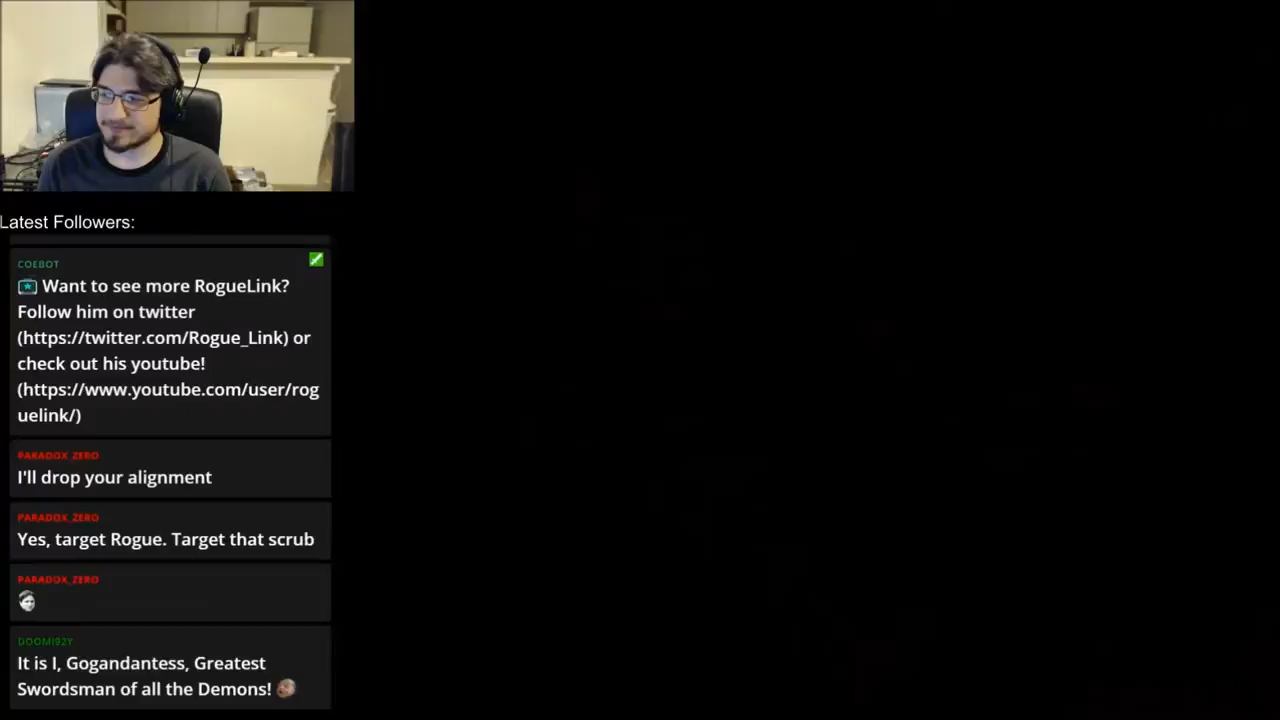 Latest Followers:
COEBOT
Want to see more RogueLink?
Follow him on twitter
(https://twitter.com/Rogue_Link) or
check out his youtube!
(https://www.youtube.com/user/rog
uelink/)
PARADOX_ZERO
I'll drop your alignment
PARADOX_ZERO
Yes, target Rogue. Target that scrub
PARADOX_ZERO
DOOMI92Y
It is I, Gogandantess, Greatest
Swordsman of all the Demons!